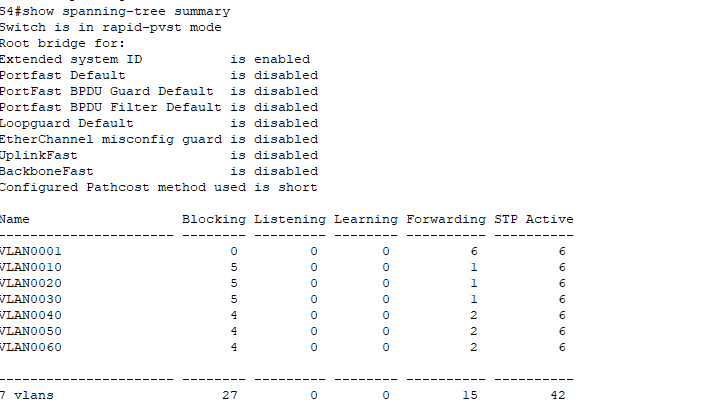 S4#show spanning-tree summary
Switch is in rapid-pvst mode
Root bridge for:
Extended system ID           is enabled
Portfast Default             is disabled
PortFast BPDU Guard Default  is disabled
Portfast BPDU Filter Default is disabled
Loopguard Default            is disabled
EtherChannel misconfig guard is disabled
UplinkFast                   is disabled
BackboneFast                 is disabled
Configured Pathcost method used is short
Name                   Blocking Listening Learning Forwarding STP Active
---------------------- -------- --------- -------- ---------- ----------
VLAN0001                     0         0        0          6          6
VLAN0010                     5         0        0          1          6
VLAN0020                     5         0        0          1          6
VLAN0030                     5         0        0          1          6
VLAN0040                     4         0        0          2          6
VLAN0050                     4         0        0          2          6
VLAN0060                     4         0        0          2          6
---------------------- -------- --------- -------- ---------- ----------
7 vlans                     27         0        0         15         42